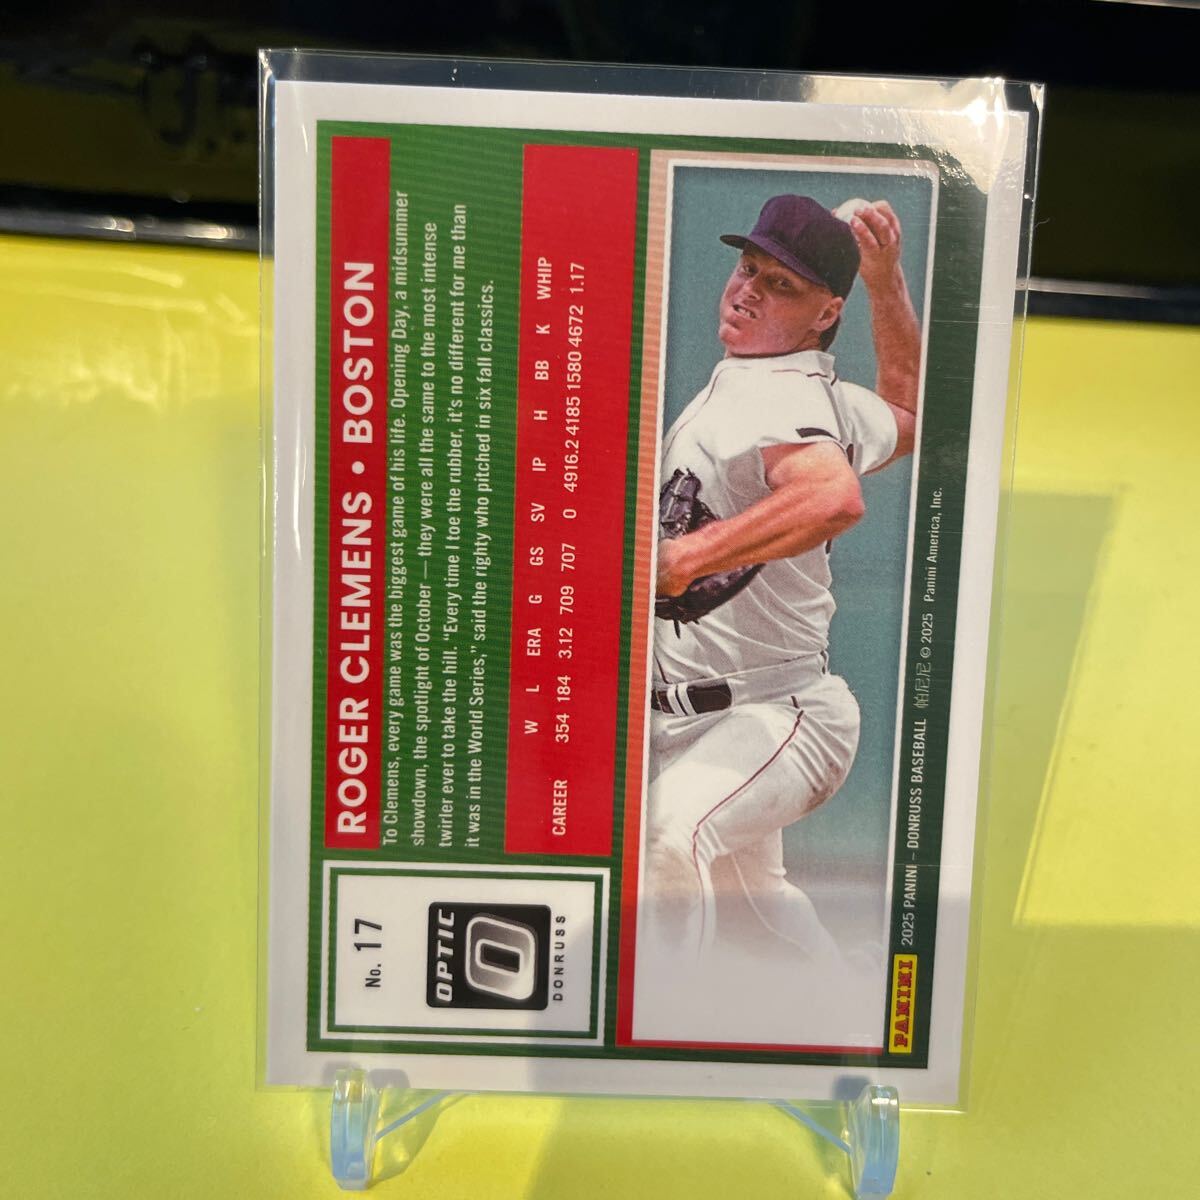 No. 17
OPTIC
DONRUSS
ROGER CLEMENS • BOSTON
To Clemens, every game was the biggest game of his life. Opening Day, a midsummer
showdown, the spotlight of October — they were all the same to the most intense
twirler ever to take the hill. "Every time I toe the rubber, it's no different for me than
it was in the World Series," said the righty who pitched in six fall classics.
W L ERA G GS SV IP H BB K WHIP
CAREER 354 184 3.12 709 707 0 4916.2 4185 1580 4672 1.17
PANINI 2025 PANINI – DONRUSS BASEBALL 帕尼尼 © 2025 Panini America, Inc.